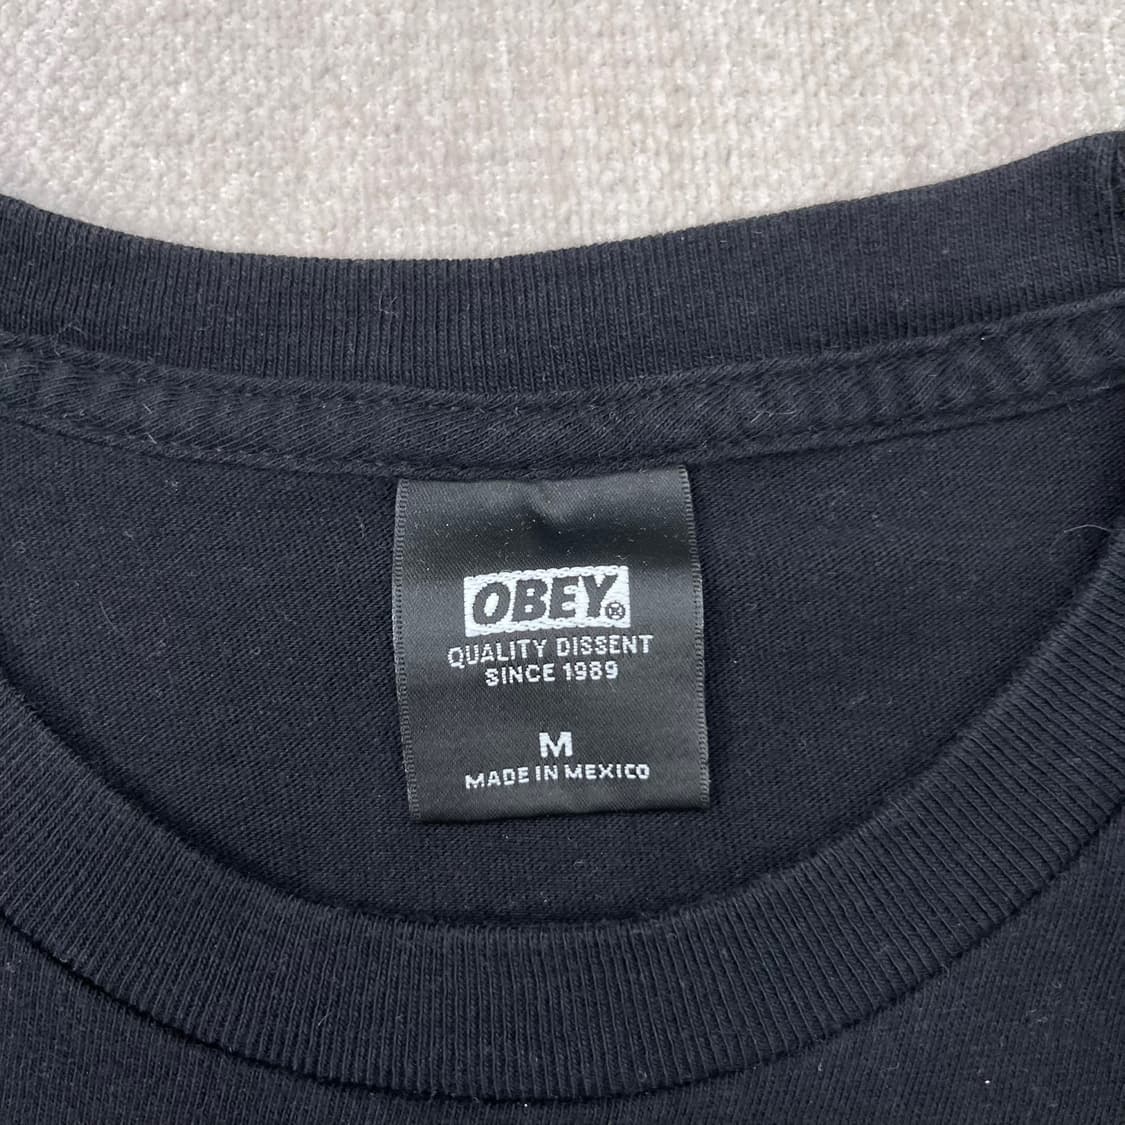 OBEY®
QUALITY DISSENT
SINCE 1989
M
MADE IN MEXICO